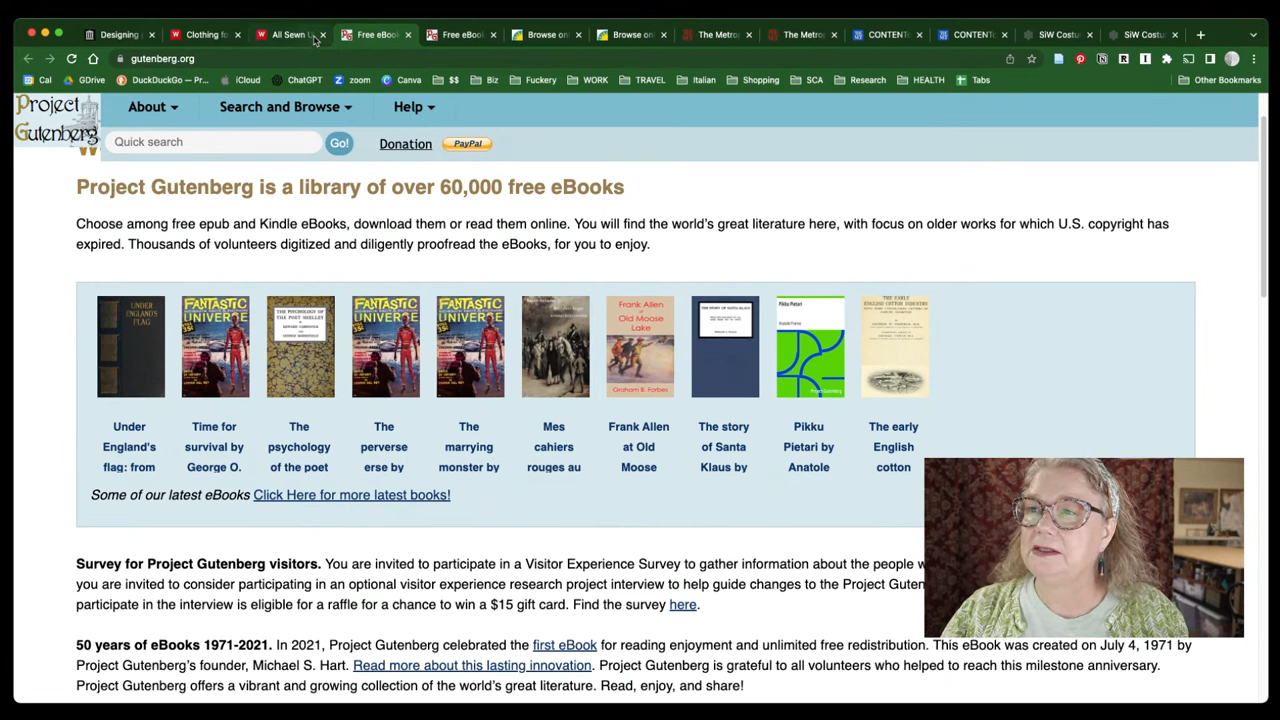 Designing
Clothing for
All Sewn U
Free eBook
Free eBook
Browse on
Browse on
The Metro
The Metrop
CONTENT
CONTENT
SiW Costu
SiW Costu
gutenberg.org
Cal
GDrive
DuckDuckGo — Pr...
iCloud
ChatGPT
zoom
Canva
$$
Biz
Fuckery
WORK
TRAVEL
Italian
Shopping
SCA
Research
HEALTH
Tabs
Other Bookmarks
Project Gutenberg
About
Search and Browse
Help
Quick search
Go!
Donation
PayPal
Project Gutenberg is a library of over 60,000 free eBooks
Choose among free epub and Kindle eBooks, download them or read them online. You will find the world's great literature here, with focus on older works for which U.S. copyright has
expired. Thousands of volunteers digitized and diligently proofread the eBooks, for you to enjoy.
UNDER ENGLAND'S FLAG
FANTASTIC UNIVERSE
THE PSYCHOLOGY OF THE POET SHELLEY
FANTASTIC UNIVERSE
FANTASTIC UNIVERSE
Frank Allen at Old Moose Lake
Graham B. Forbes
THE STORY OF SANTA KLAUS
Pikku Pietari
Anatole France
Project Gutenberg
THE EARLY ENGLISH COTTON INDUSTRY
Under England's flag: from
Time for survival by George O.
The psychology of the poet
The perverse erse by
The marrying monster by
Mes cahiers rouges au
Frank Allen at Old Moose
The story of Santa Klaus by
Pikku Pietari by Anatole
The early English cotton
Some of our latest eBooks Click Here for more latest books!
Survey for Project Gutenberg visitors. You are invited to participate in a Visitor Experience Survey to gather information about the people w
you are invited to consider participating in an optional visitor experience research project interview to help guide changes to the Project Guten
participate in the interview is eligible for a raffle for a chance to win a $15 gift card. Find the survey here.
50 years of eBooks 1971-2021. In 2021, Project Gutenberg celebrated the first eBook for reading enjoyment and unlimited free redistribution. This eBook was created on July 4, 1971 by
Project Gutenberg's founder, Michael S. Hart. Read more about this lasting innovation. Project Gutenberg is grateful to all volunteers who helped to reach this milestone anniversary.
Project Gutenberg offers a vibrant and growing collection of the world's great literature. Read, enjoy, and share!